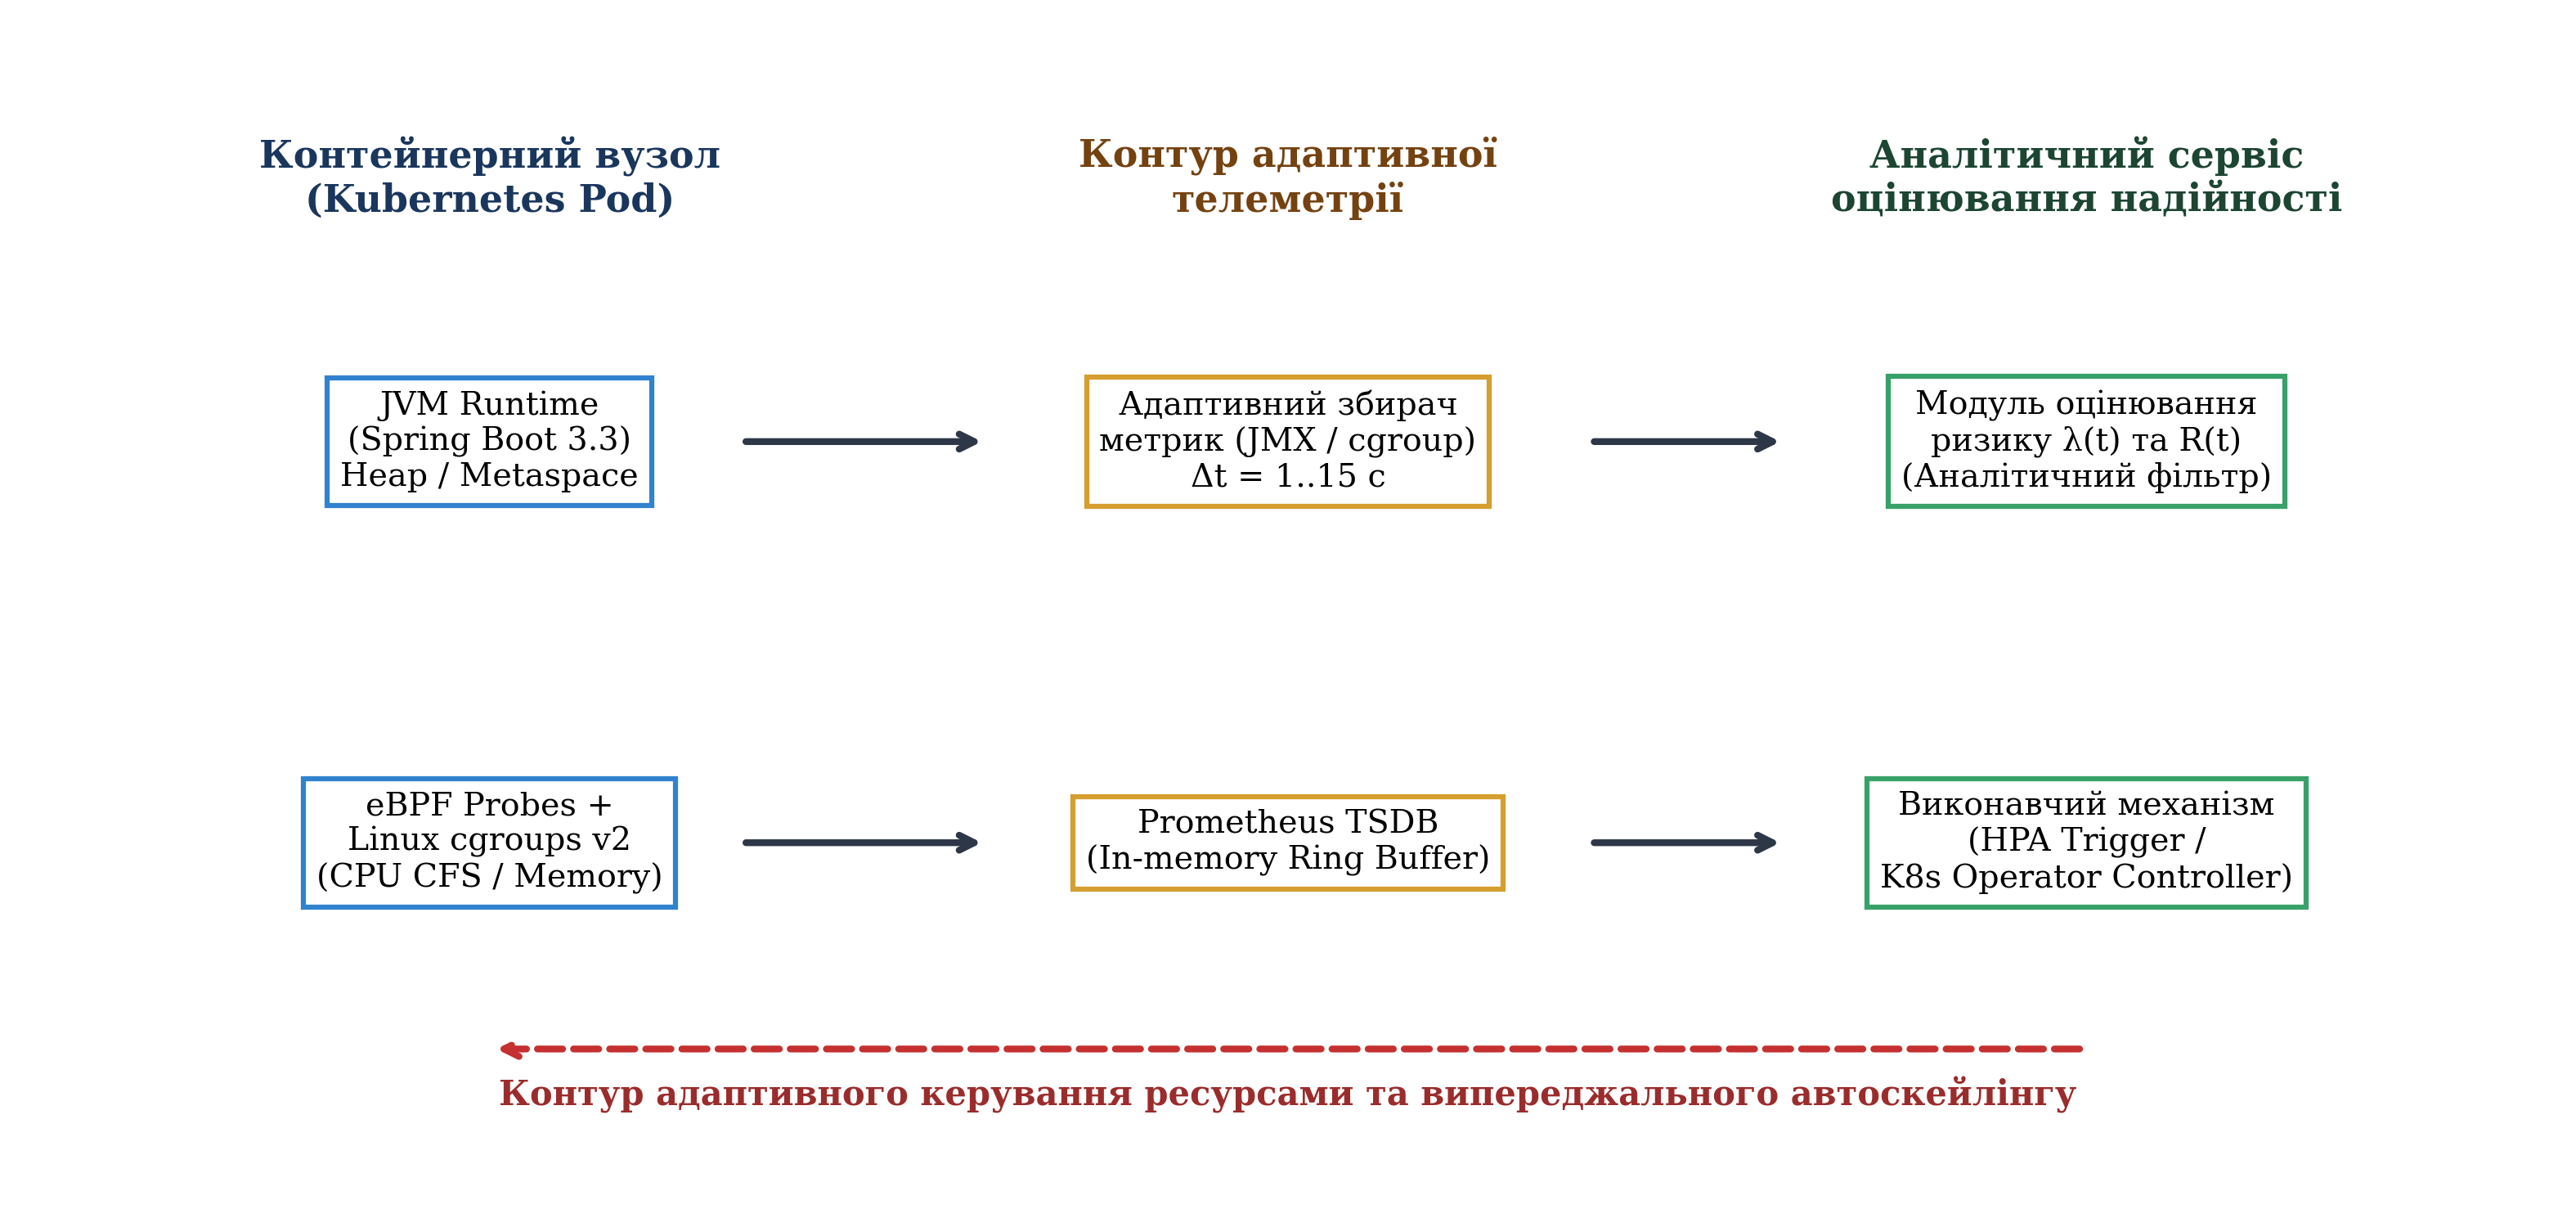 Контейнерний вузол
(Kubernetes Pod)
Контур адаптивної
телеметрії
Аналітичний сервіс
оцінювання надійності
JVM Runtime
(Spring Boot 3.3)
Heap / Metaspace
Адаптивний збирач
метрик (JMX / cgroup)
Δt = 1..15 с
Модуль оцінювання
ризику λ(t) та R(t)
(Аналітичний фільтр)
eBPF Probes +
Linux cgroups v2
(CPU CFS / Memory)
Prometheus TSDB
(In-memory Ring Buffer)
Виконавчий механізм
(HPA Trigger /
K8s Operator Controller)
Контур адаптивного керування ресурсами та випереджального автоскейлінгу